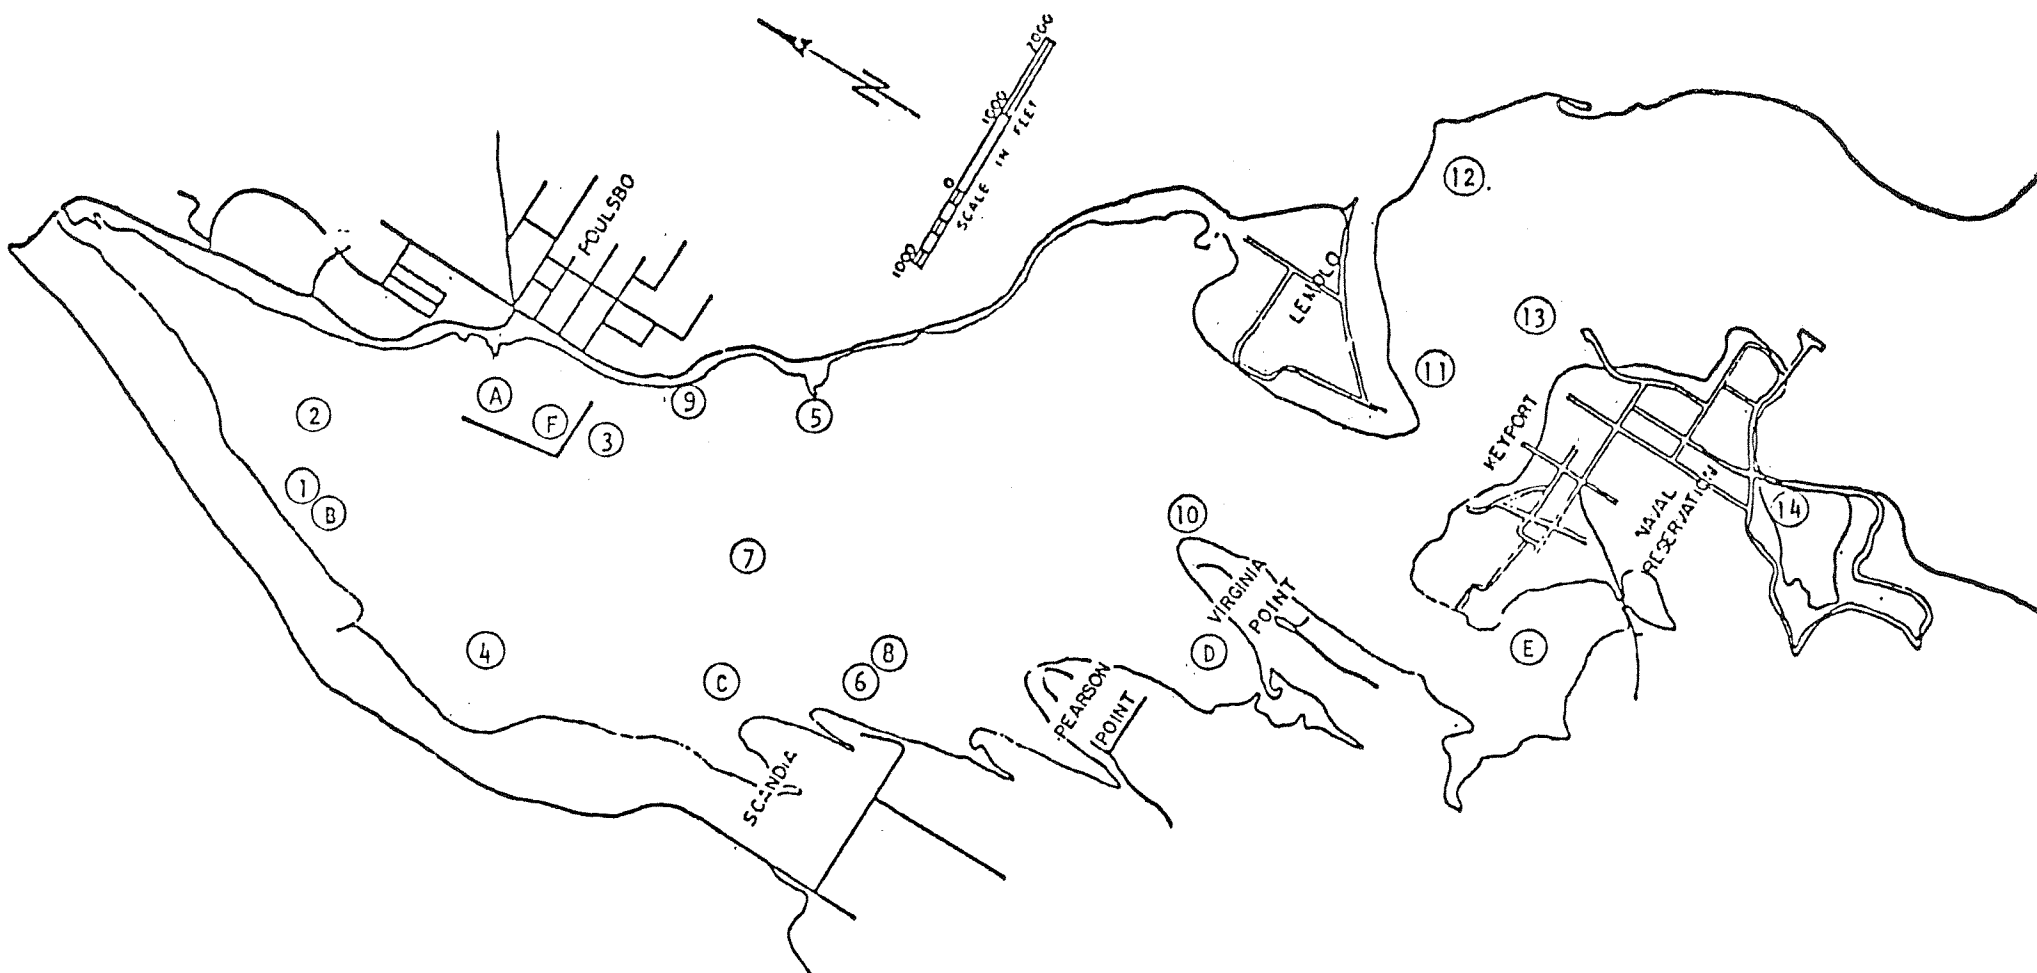 N
1000
0
1000
2000
SCALE IN FEET
POULSBO
LEMOLO
12.
13
11
KEYPORT
NAVAL
RESERVATION
14
2
A
F
3
9
5
1
B
7
10
VIRGINIA
POINT
4
C
6
8
D
E
PEARSON
POINT
SCANDIA